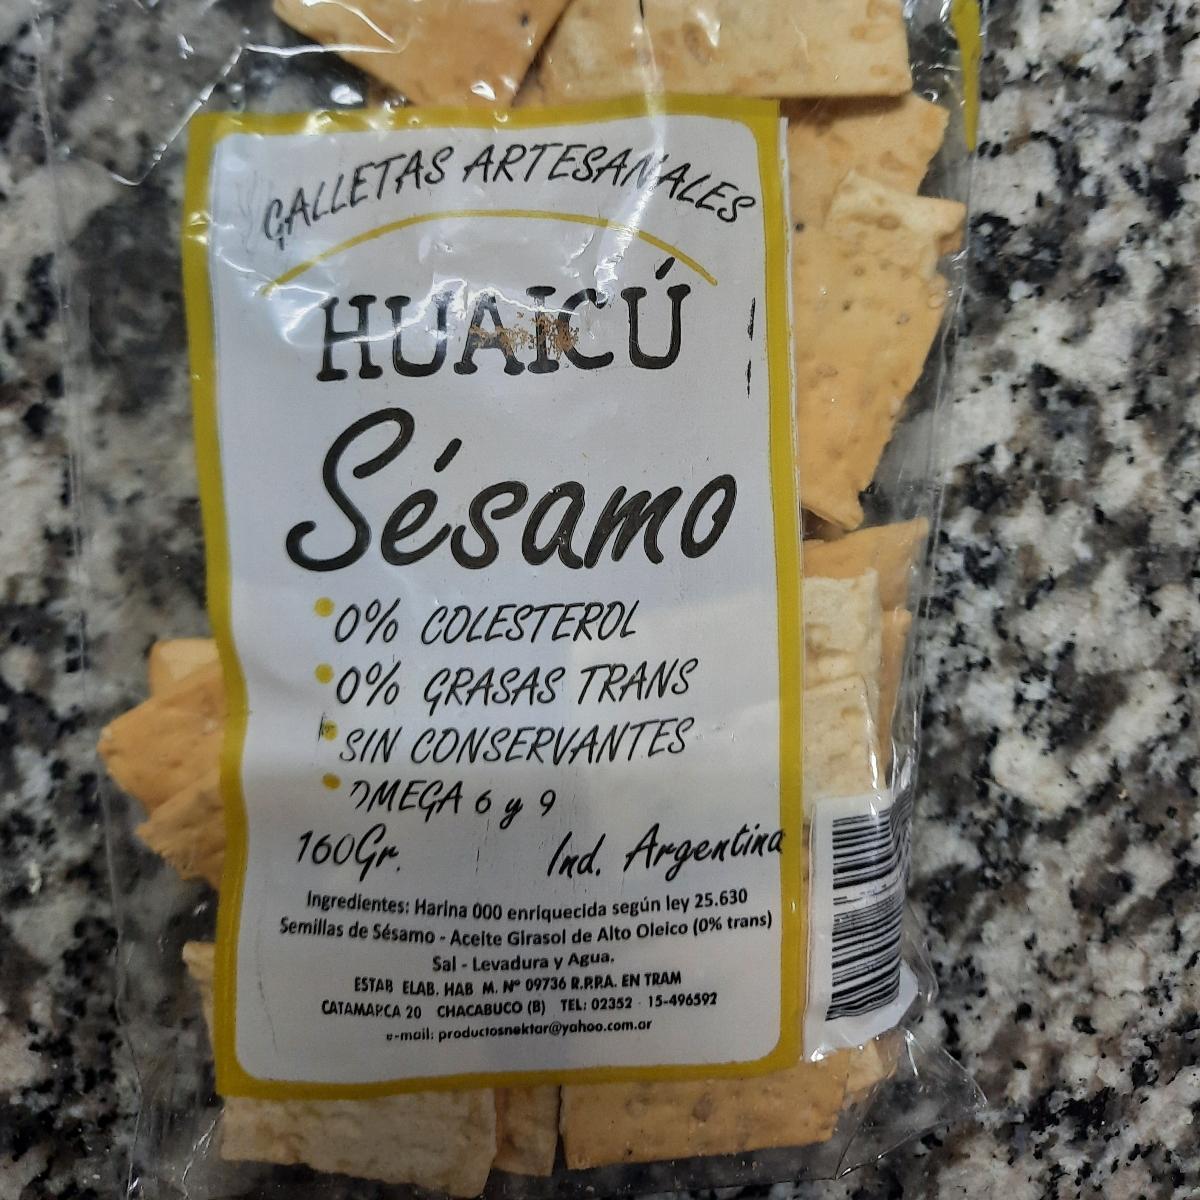 GALLETAS ARTESANALES
HUAICÚ
Sésamo
0% COLESTEROL
0% GRASAS TRANS
SIN CONSERVANTES
OMEGA 6 y 9
160Gr. Ind. Argentina
Ingredientes: Harina 000 enriquecida según ley 25.630
Semillas de Sésamo - Aceite Girasol de Alto Oleico (0% trans)
Sal - Levadura y Agua.
ESTAB ELAB. HAB M. Nº 09736 R.P.P.A. EN TRAM
CATAMARCA 20 CHACABUCO (B) TEL: 02352 15-496592
e-mail: productosnektar@yahoo.com.ar